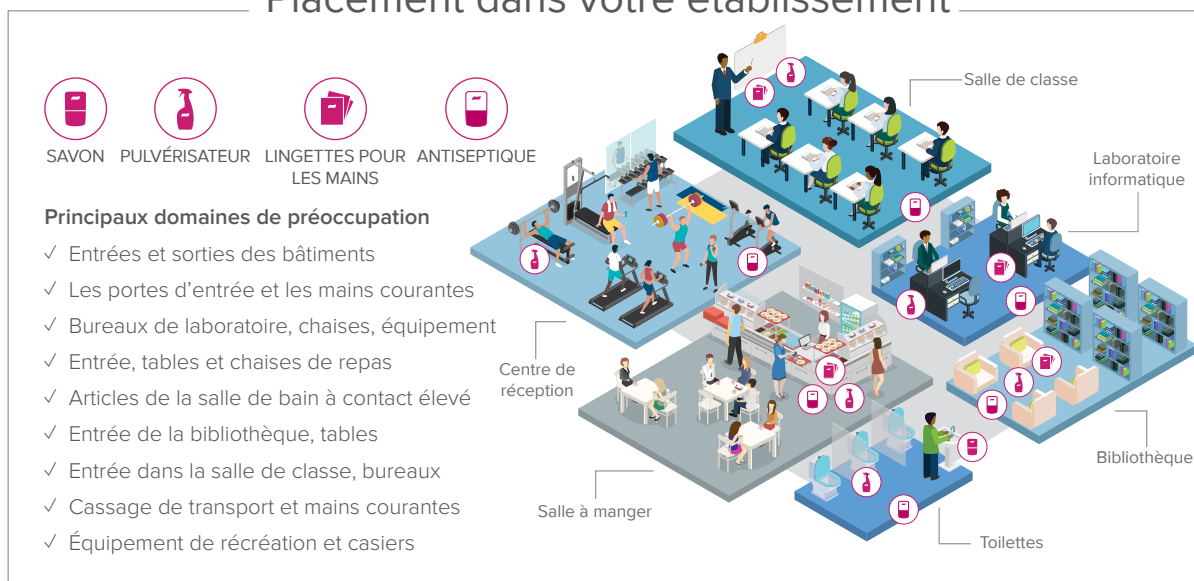 Placement dans votre établissement
SAVON
PULVÉRISATEUR
LINGETTES POUR
LES MAINS
ANTISEPTIQUE
Principaux domaines de préoccupation
✓ Entrées et sorties des bâtiments
✓ Les portes d’entrée et les mains courantes
✓ Bureaux de laboratoire, chaises, équipement
✓ Entrée, tables et chaises de repas
✓ Articles de la salle de bain à contact élevé
✓ Entrée de la bibliothèque, tables
✓ Entrée dans la salle de classe, bureaux
✓ Cassage de transport et mains courantes
✓ Équipement de récréation et casiers
Salle de classe
Laboratoire
informatique
Centre de
réception
Bibliothèque
Salle à manger
Toilettes